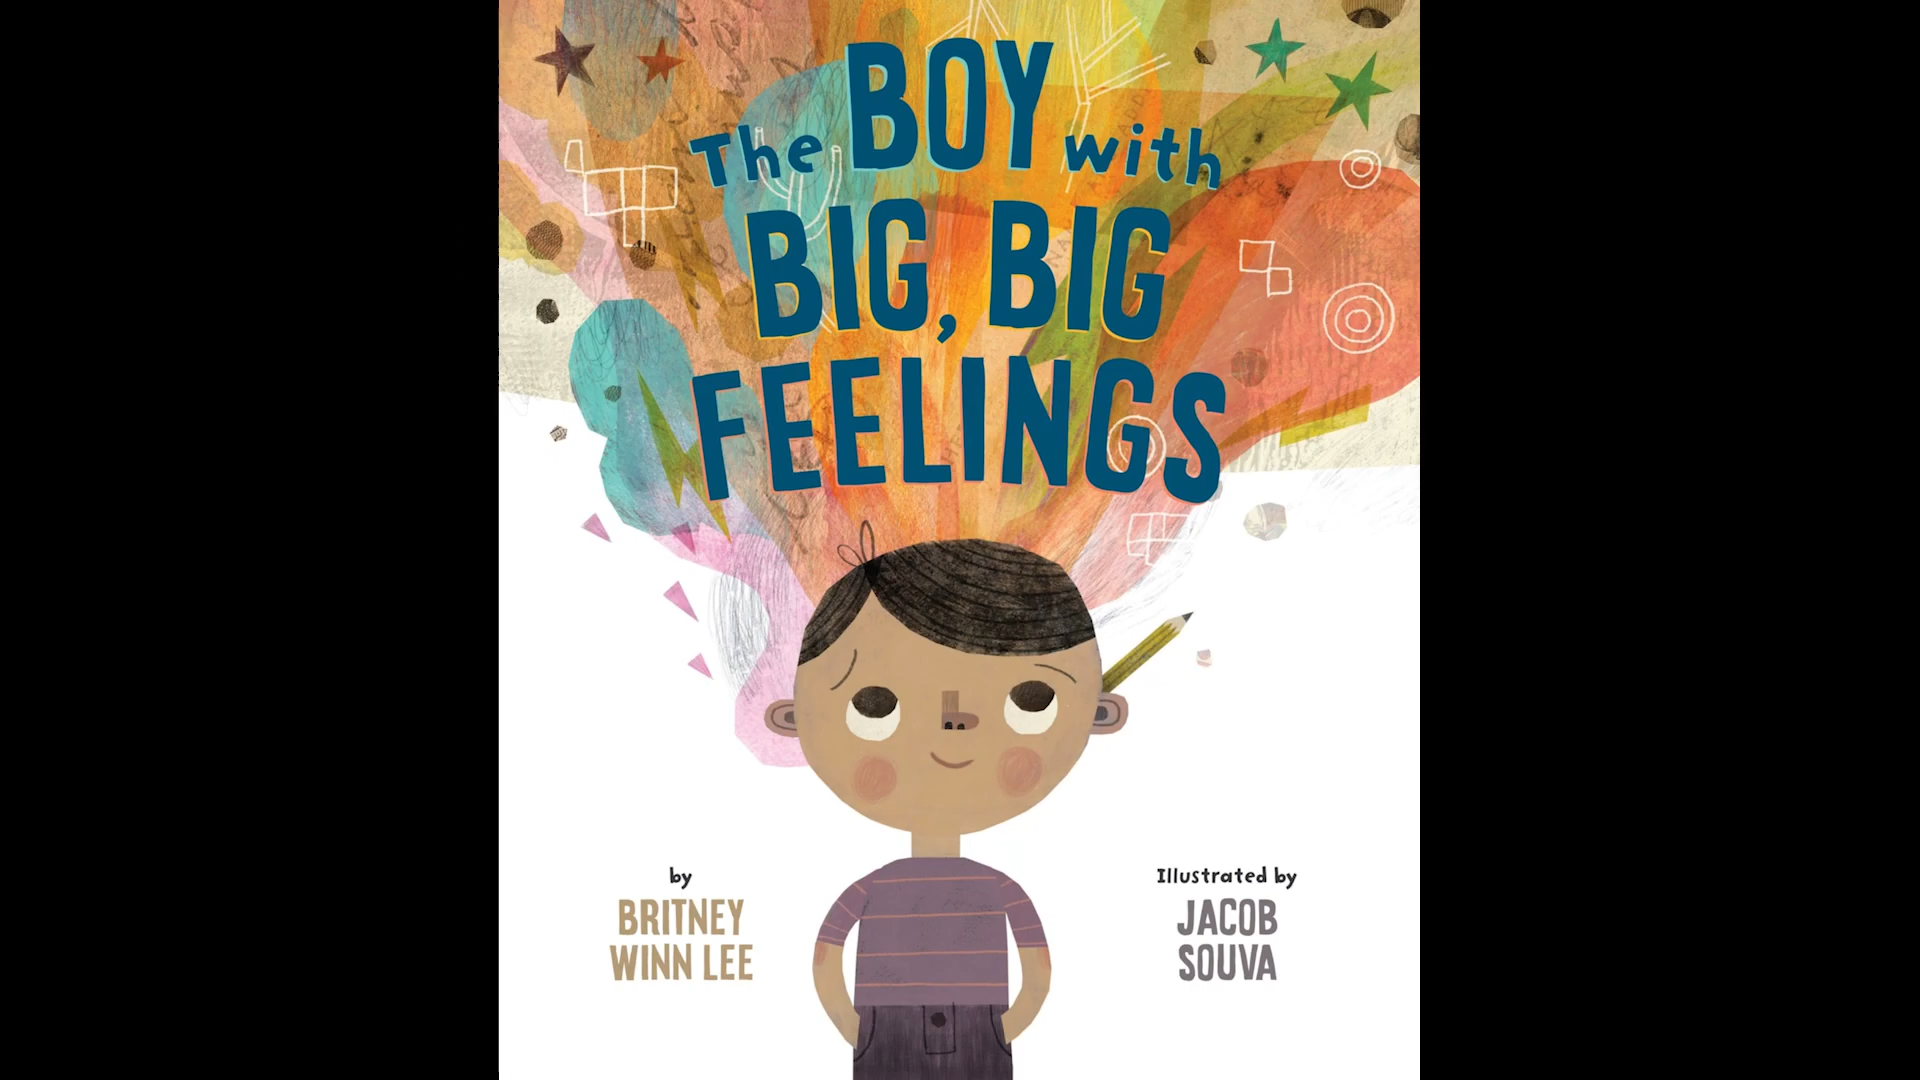 The BOY with
BIG, BIG
FEELINGS
by
BRITNEY
WINN LEE
Illustrated by
JACOB
SOUVA